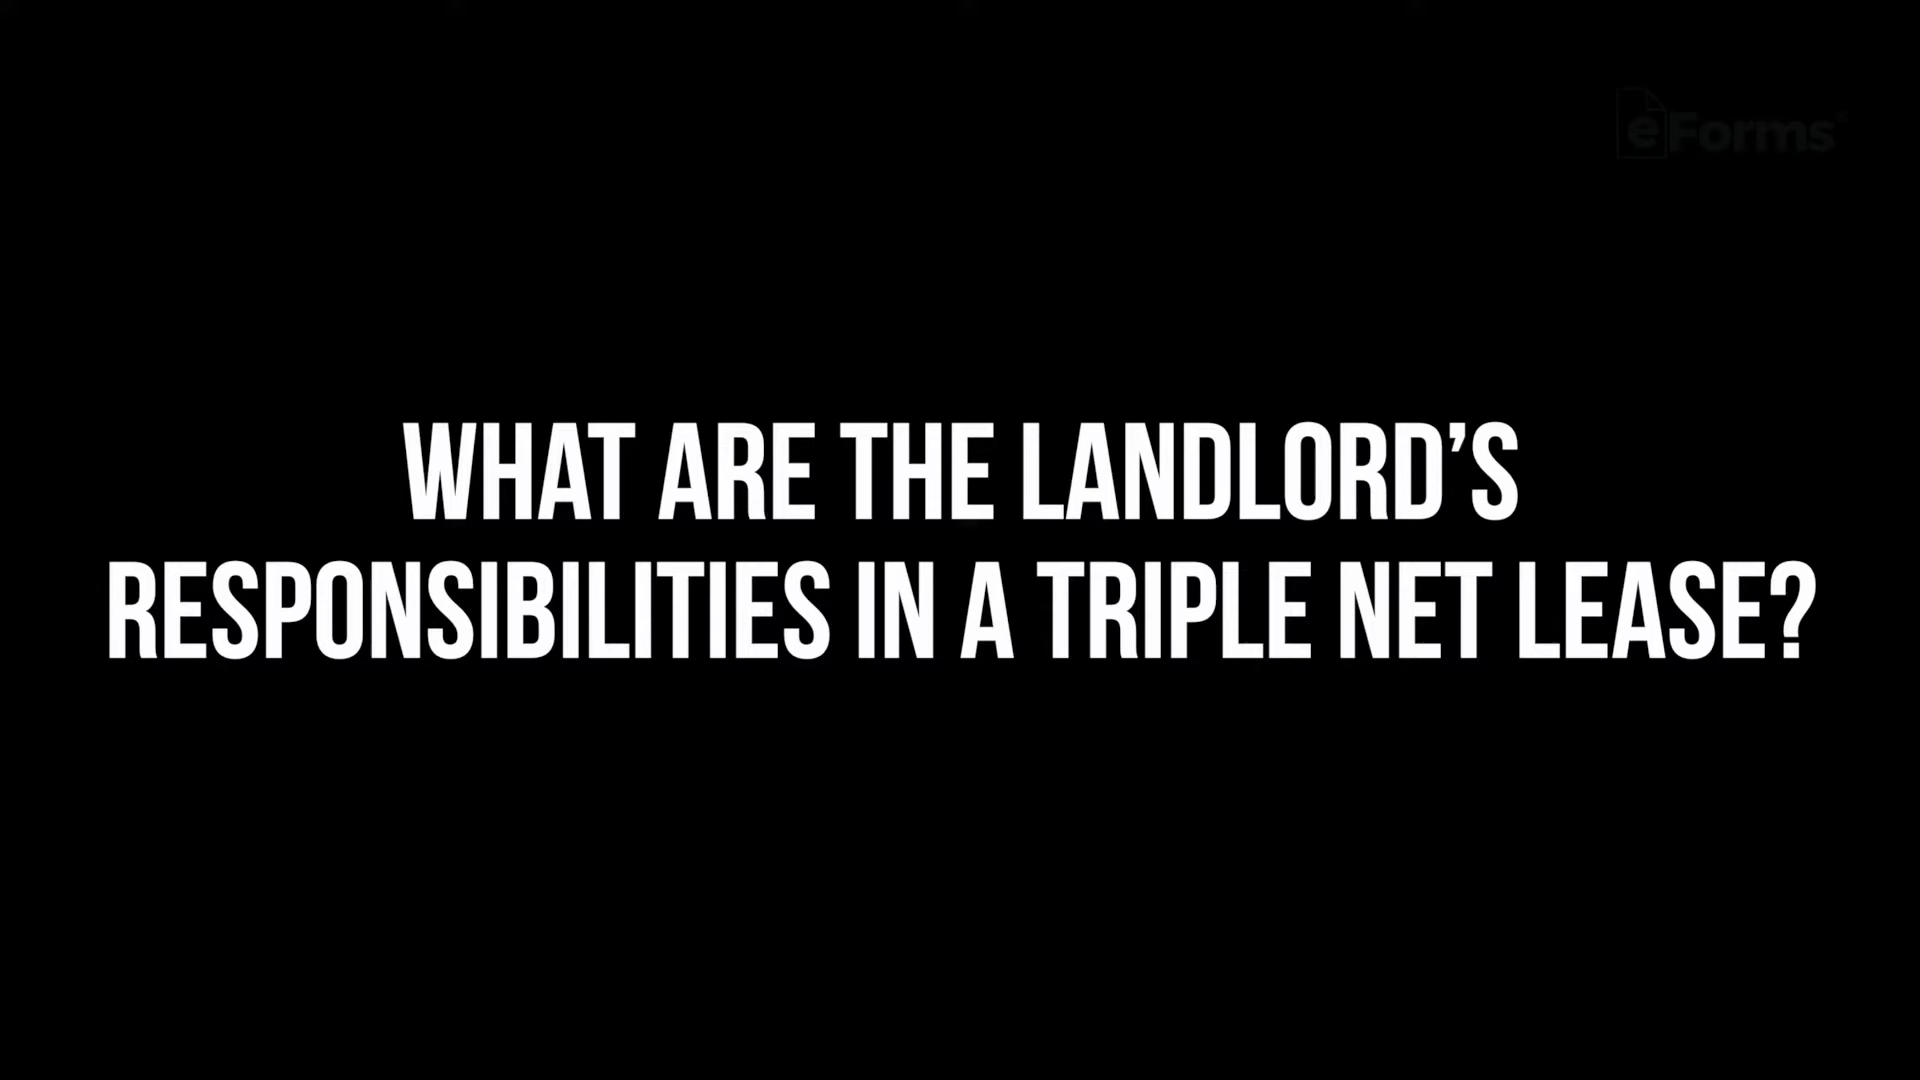 eForms
WHAT ARE THE LANDLORD’S
RESPONSIBILITIES IN A TRIPLE NET LEASE?